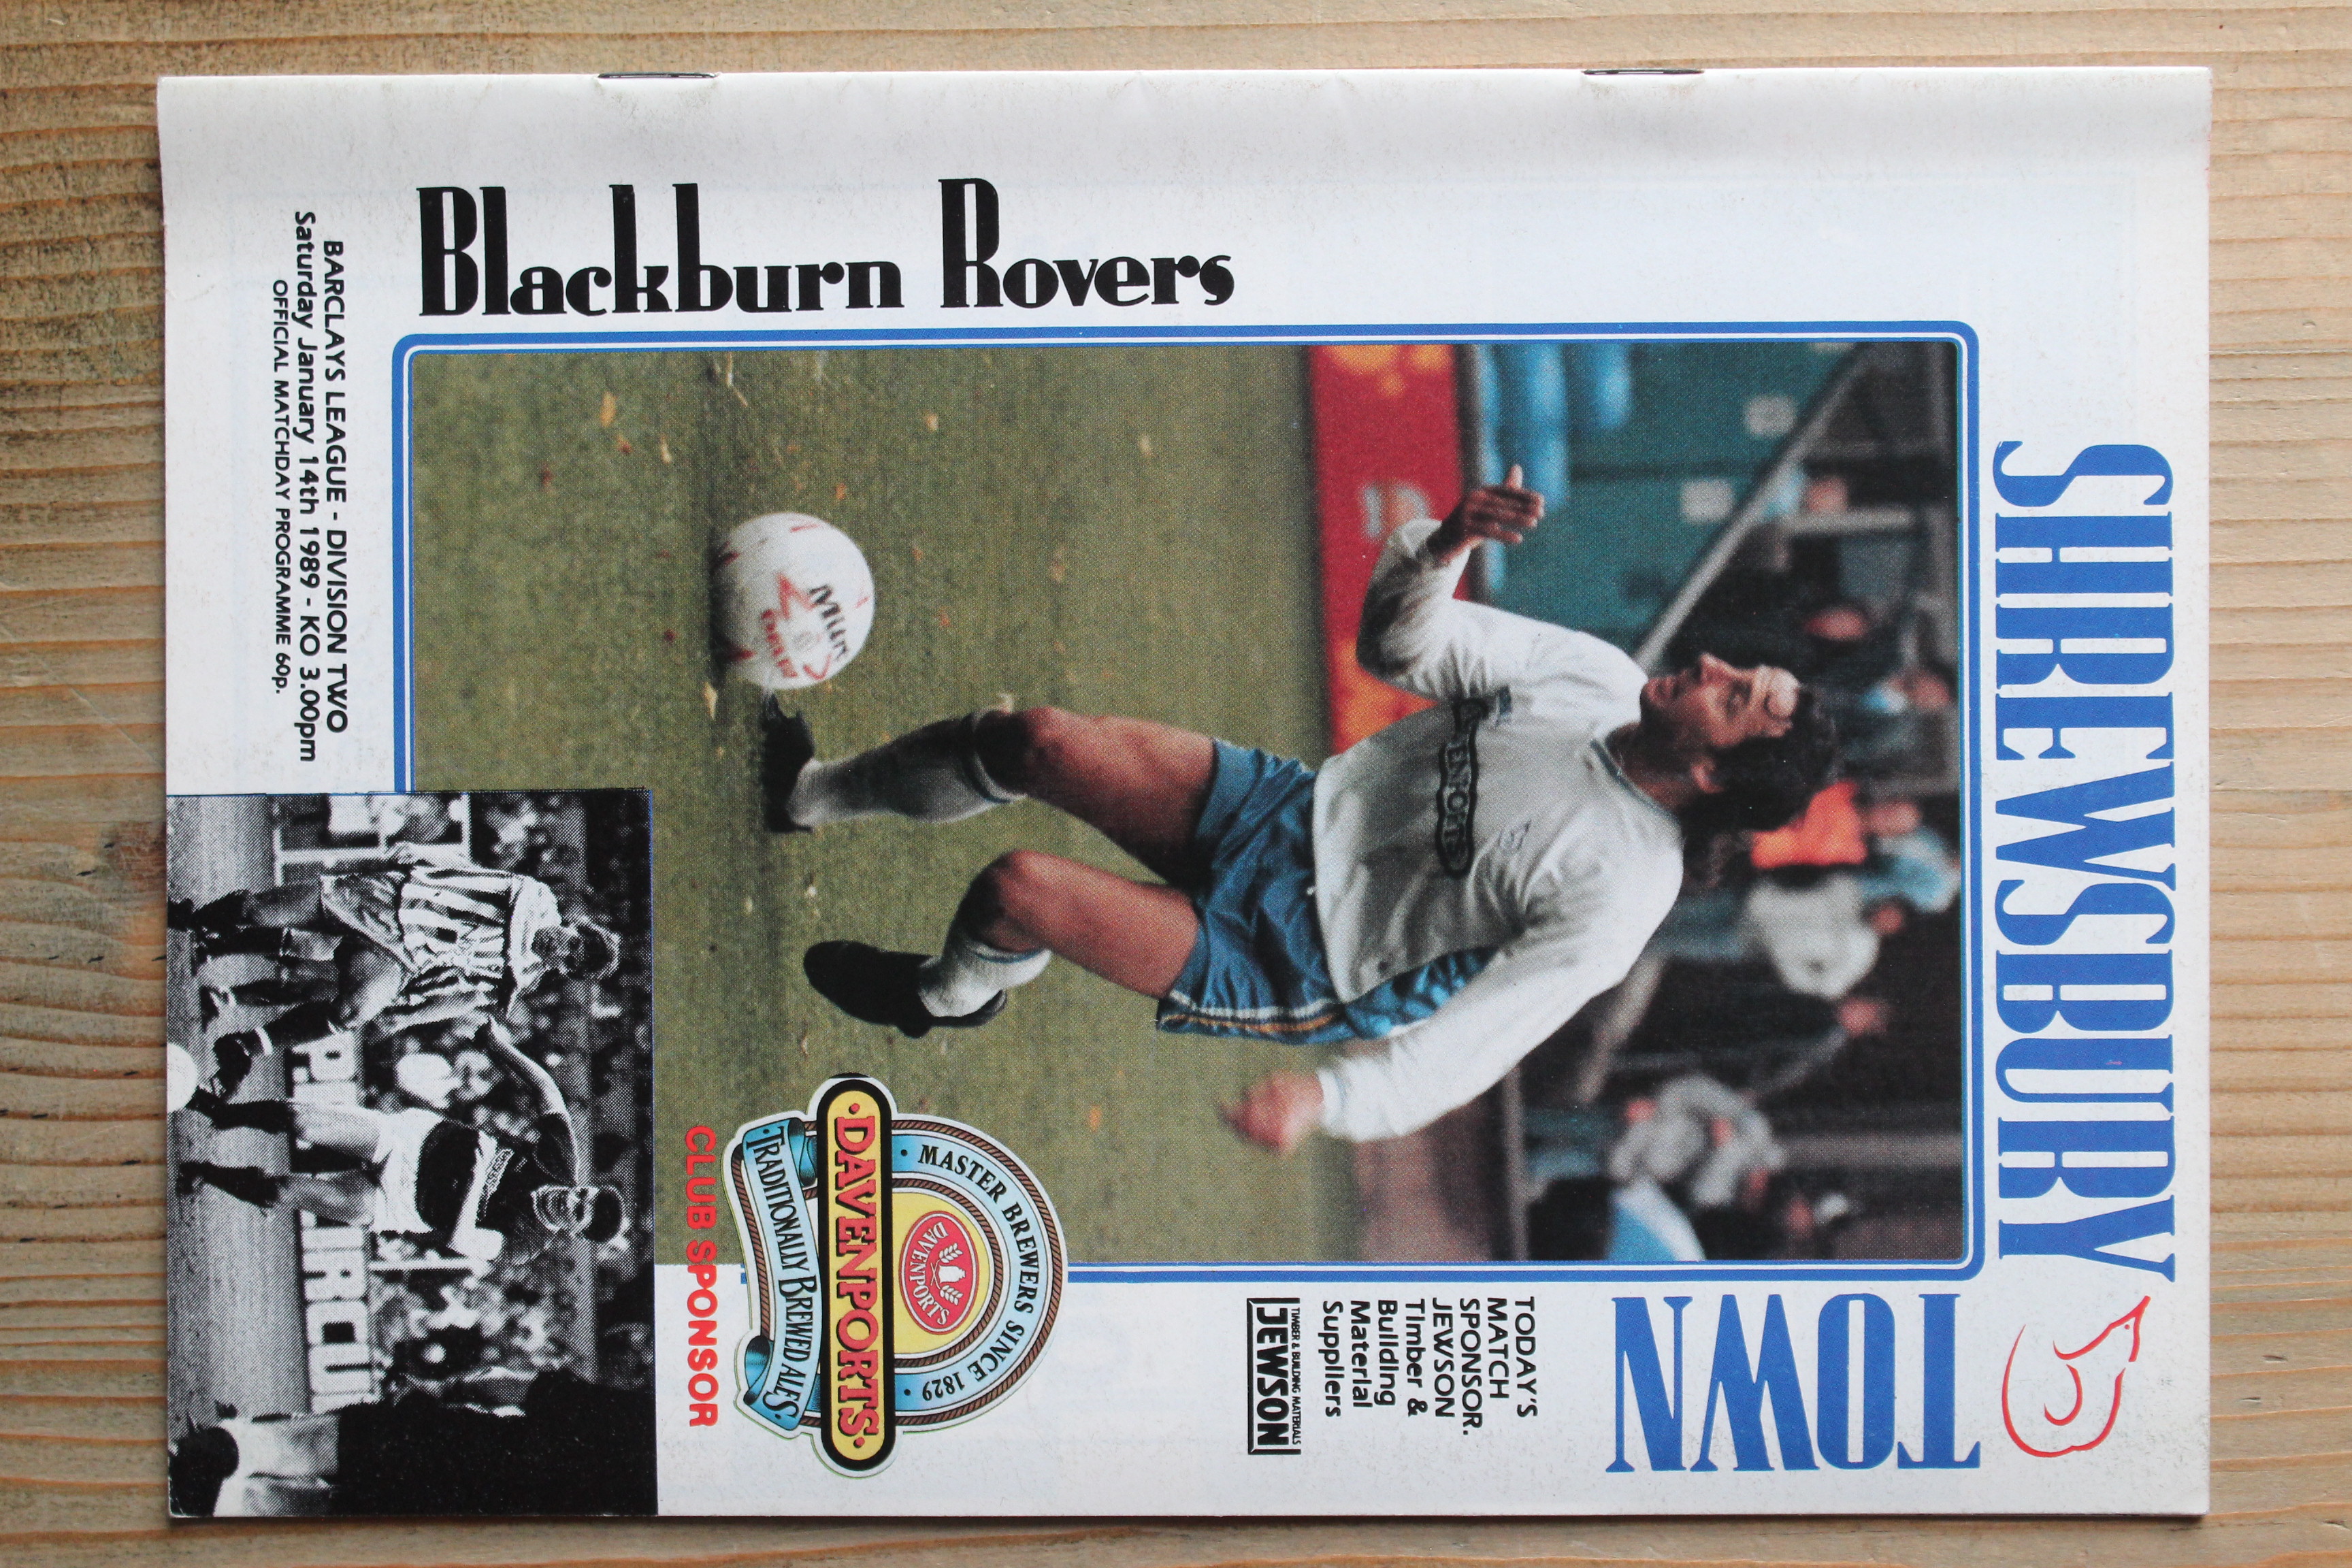 SHREWSBURY
TOWN
TODAY'S
MATCH
SPONSOR.
JEWSON
Timber &
Building
Material
Suppliers
TIMBER & BUILDING MATERIALS
JEWSON
Mitre
DAVENPORTS
· MASTER BREWERS SINCE 1829 ·
DAVENPORTS
·DAVENPORTS·
TRADITIONALLY BREWED ALES
CLUB SPONSOR
Blackburn Rovers
BARCLAYS LEAGUE - DIVISION TWO
Saturday January 14th 1989 - KO 3.00pm
OFFICIAL MATCHDAY PROGRAMME 60p.